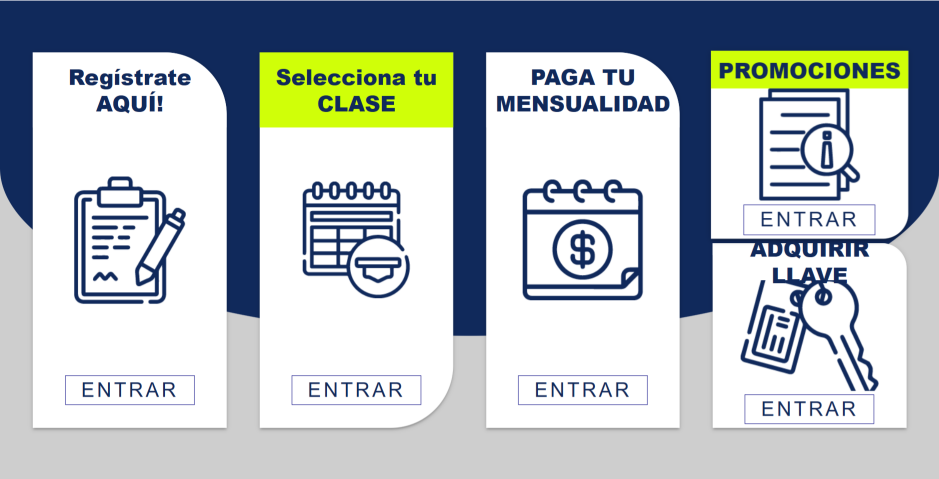 Regístrate
AQUÍ!
ENTRAR
Selecciona tu
CLASE
ENTRAR
PAGA TU
MENSUALIDAD
$
ENTRAR
PROMOCIONES
i
ENTRAR
ADQUIRIR
LLAVE
ENTRAR